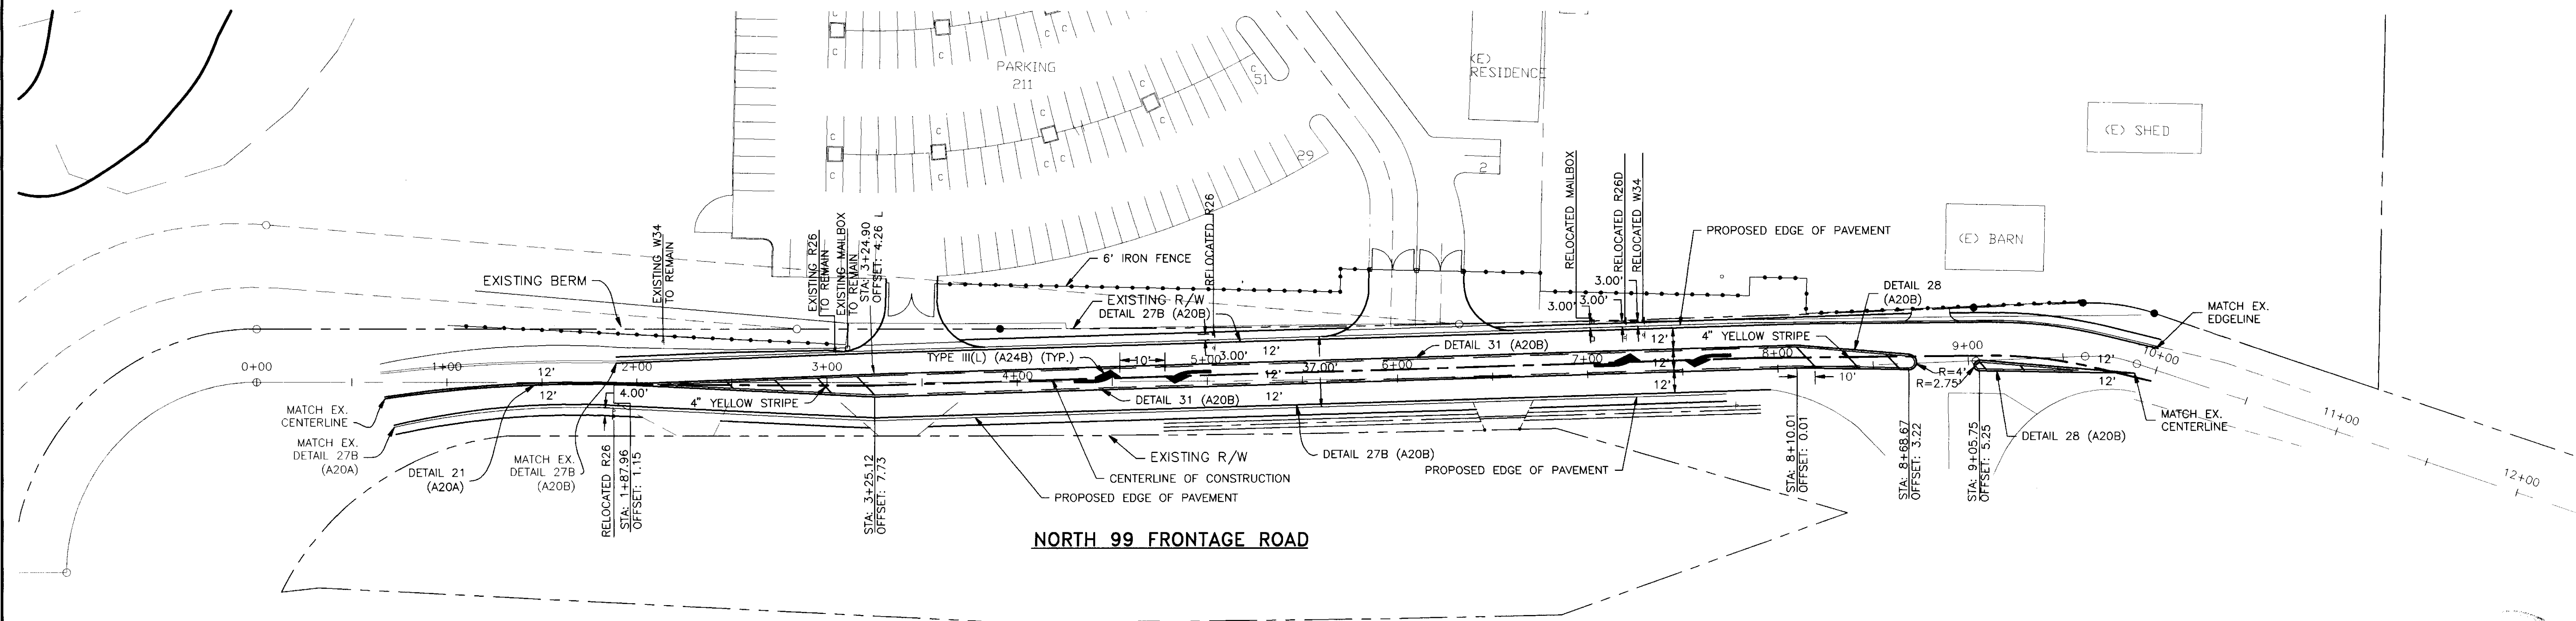 PARKING
211
C
C
C
C
C
C
C
51
C
C
C
C
C
C
C
C
29
2
(E)
RESIDENCE
(E) SHED
(E) BARN
EXISTING W34
TO REMAIN
EXISTING R26
TO REMAIN
EXISTING MAILBOX
TO REMAIN
STA: 3+24.90
OFFSET: 4.26 L
RELOCATED R26
RELOCATED MAILBOX
RELOCATED R26D
RELOCATED W34
3.00'
3.00'
3.00'
PROPOSED EDGE OF PAVEMENT
EXISTING BERM
6' IRON FENCE
EXISTING R/W
DETAIL 27B (A20B)
DETAIL 28
(A20B)
MATCH EX.
EDGELINE
TYPE III(L) (A24B) (TYP.)
10'
3.00'
12'
DETAIL 31 (A20B)
12'
4" YELLOW STRIPE
0+00
1+00
2+00
3+00
4+00
5+00
6+00
7+00
8+00
9+00
10+00
11+00
12+00
12'
12'
12'
12'
37.00'
12'
12'
12'
12'
4.00'
4" YELLOW STRIPE
DETAIL 31 (A20B)
10'
R=4'
R=2.75'
MATCH EX.
CENTERLINE
MATCH EX.
DETAIL 27B
(A20A)
DETAIL 21
(A20A)
MATCH EX.
DETAIL 27B
(A20B)
RELOCATED R26
STA: 1+87.96
OFFSET: 1.15
STA: 3+25.12
OFFSET: 7.73
EXISTING R/W
CENTERLINE OF CONSTRUCTION
PROPOSED EDGE OF PAVEMENT
DETAIL 27B (A20B)
PROPOSED EDGE OF PAVEMENT
STA: 8+10.01
OFFSET: 0.01
STA: 8+68.67
OFFSET: 3.22
STA: 9+05.75
OFFSET: 5.25
DETAIL 28 (A20B)
MATCH EX.
CENTERLINE
NORTH 99 FRONTAGE ROAD